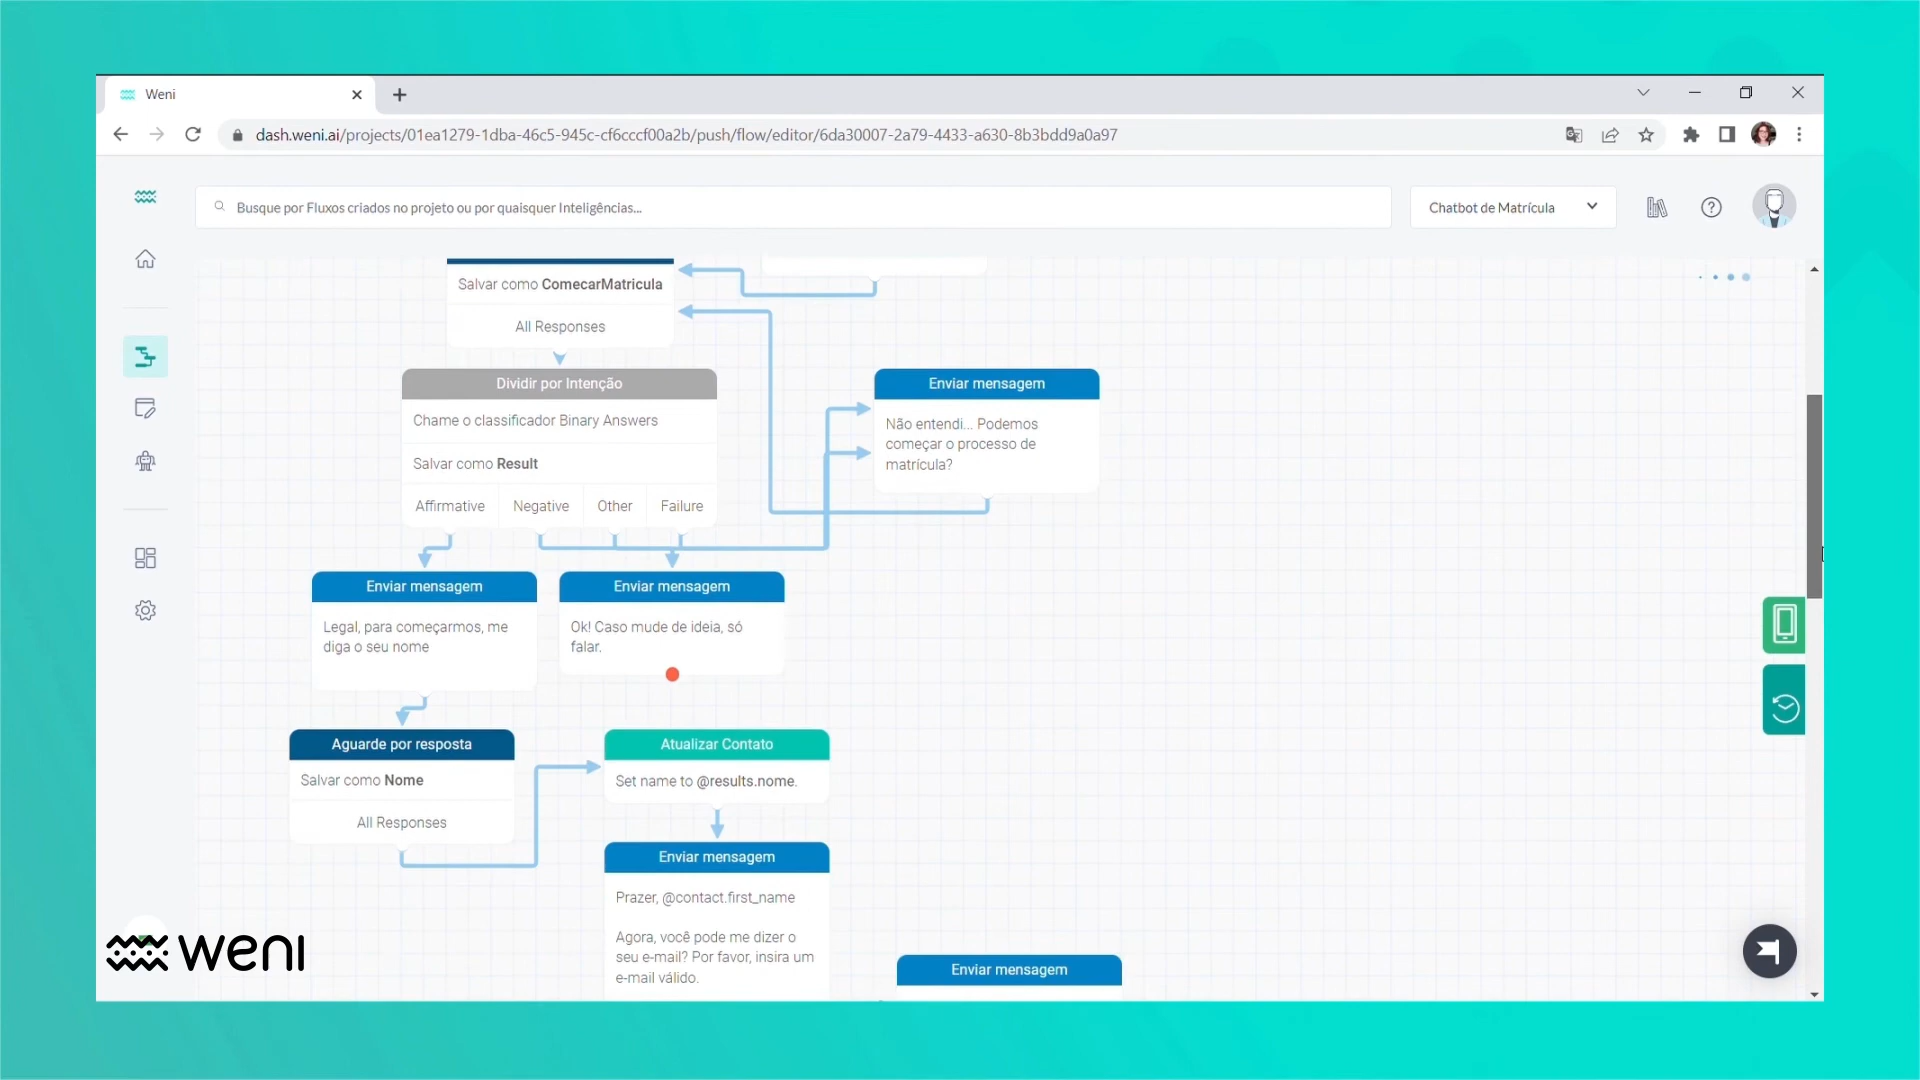 Weni
dash.weni.ai/projects/01ea1279-1dba-46c5-945c-cf6cccf00a2b/push/flow/editor/6da30007-2a79-4433-a630-8b3bdd9a0a97
Busque por Fluxos criados no projeto ou por quaisquer Inteligências...
Chatbot de Matrícula
Salvar como ComecarMatricula
All Responses
Dividir por Intenção
Chame o classificador Binary Answers
Salvar como Result
Affirmative Negative Other Failure
Enviar mensagem
Não entendi... Podemos
começar o processo de
matrícula?
Enviar mensagem
Legal, para começarmos, me
diga o seu nome
Enviar mensagem
Ok! Caso mude de ideia, só
falar.
Aguarde por resposta
Salvar como Nome
All Responses
Atualizar Contato
Set name to @results.nome.
Enviar mensagem
Prazer, @contact.first_name
Agora, você pode me dizer o
seu e-mail? Por favor, insira um
e-mail válido.
Enviar mensagem
weni